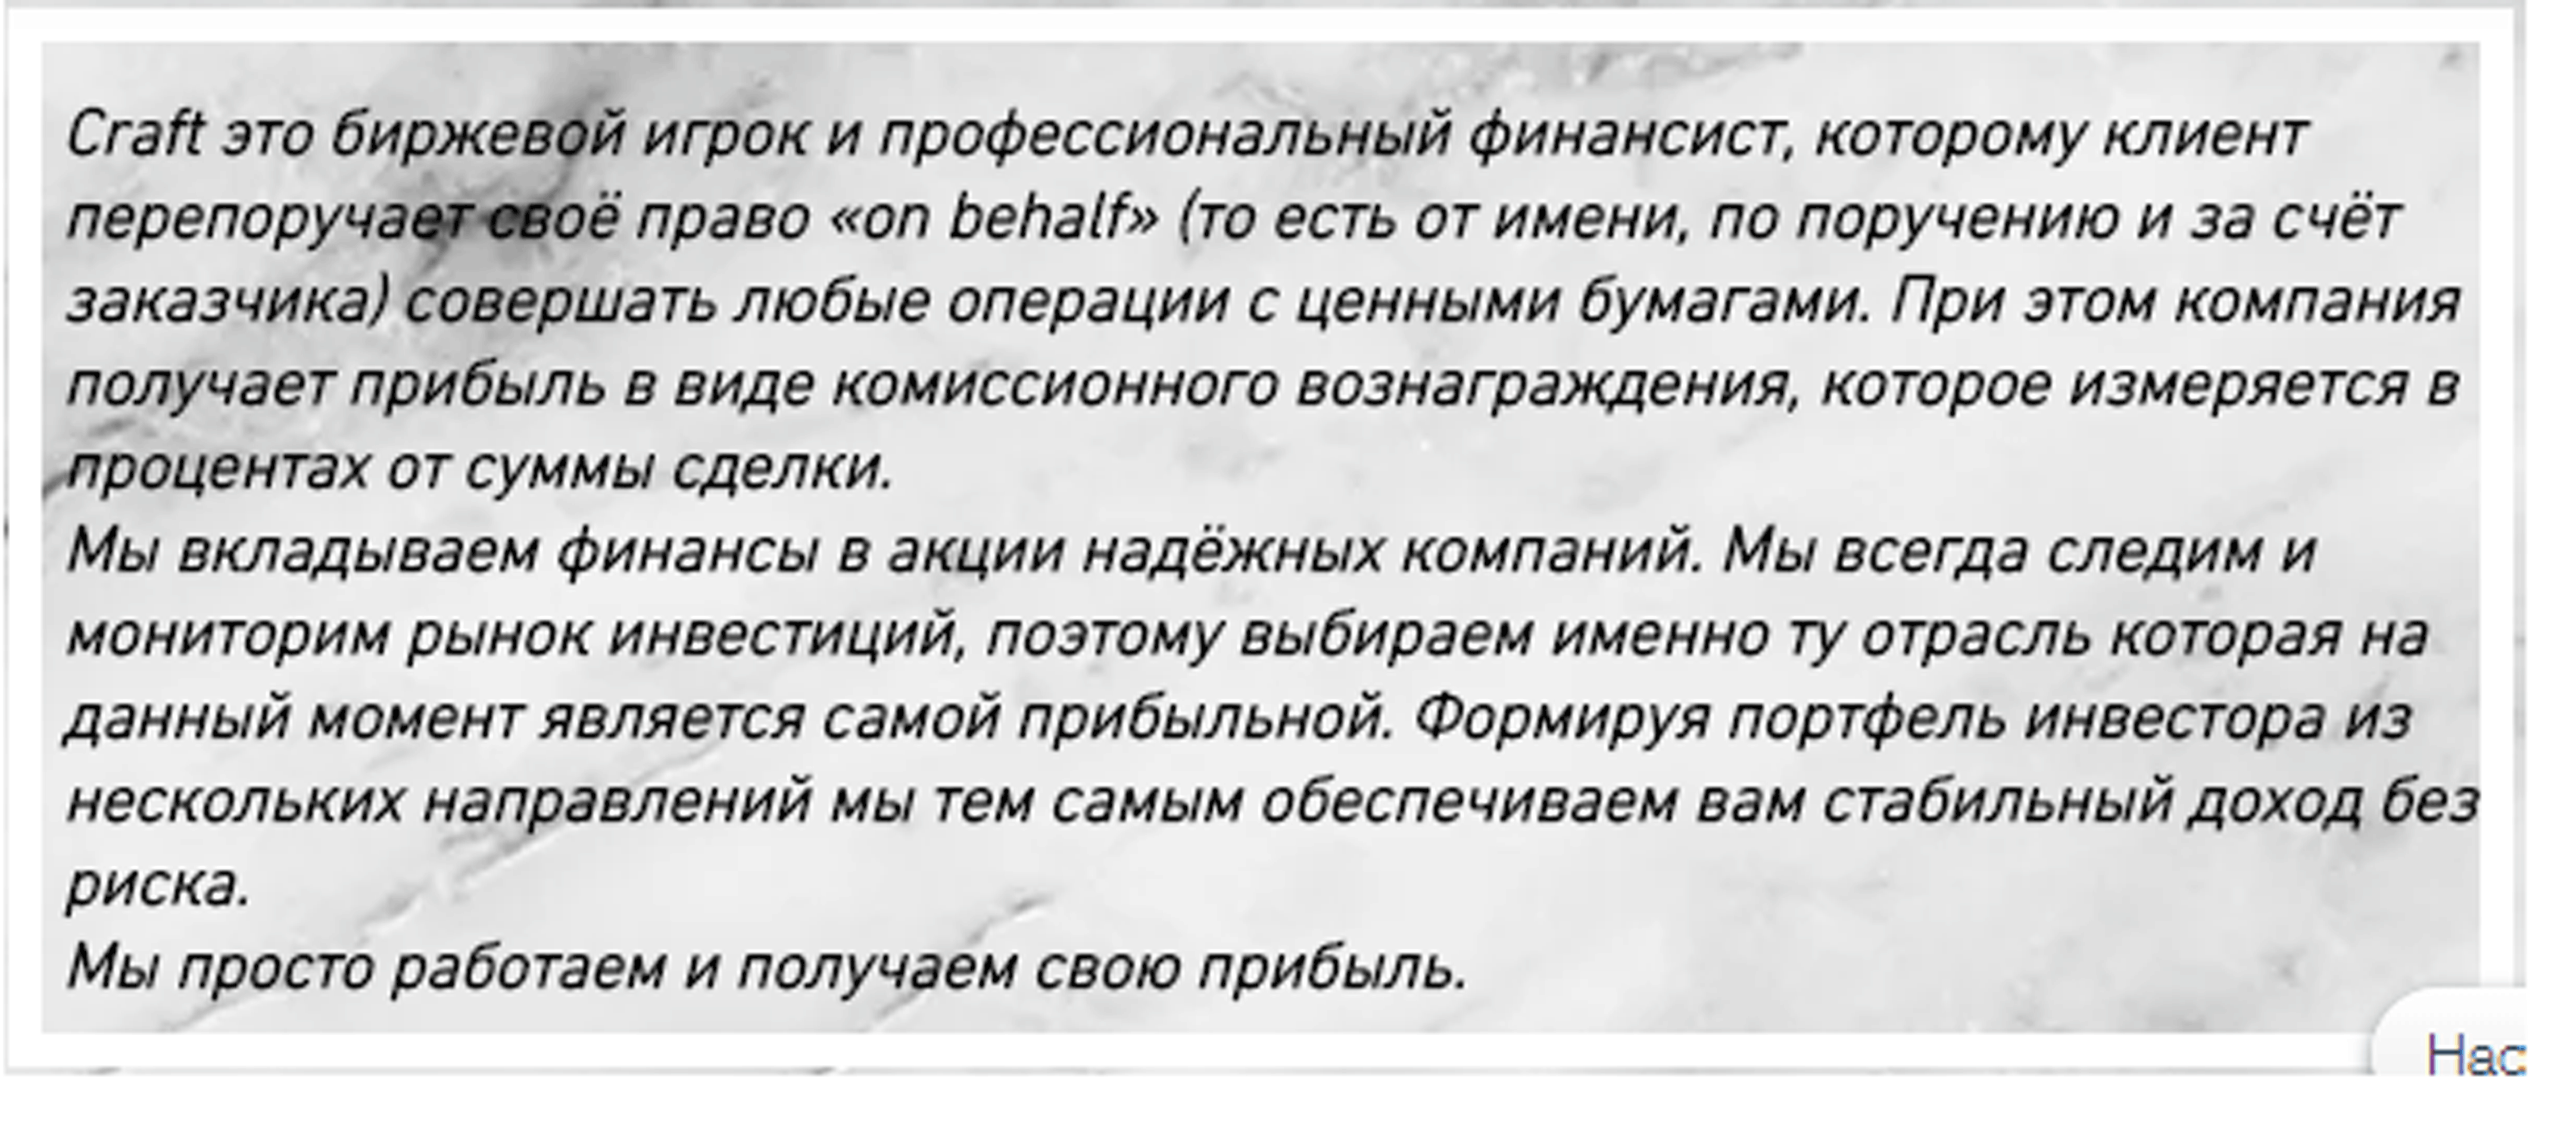 Craft это биржевой игрок и профессиональный финансист, которому клиент
перепоручает своё право «on behalf» (то есть от имени, по поручению и за счёт
заказчика) совершать любые операции с ценными бумагами. При этом компания
получает прибыль в виде комиссионного вознаграждения, которое измеряется в
процентах от суммы сделки.
Мы вкладываем финансы в акции надёжных компаний. Мы всегда следим и
мониторим рынок инвестиций, поэтому выбираем именно ту отрасль которая на
данный момент является самой прибыльной. Формируя портфель инвестора из
нескольких направлений мы тем самым обеспечиваем вам стабильный доход без
риска.
Мы просто работаем и получаем свою прибыль.
Нас